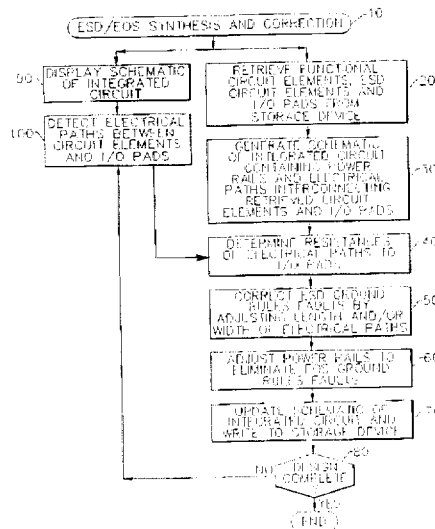 ESD/EOS SYNTHESIS AND CORRECTION
10
90
DISPLAY SCHEMATIC
OF INTEGRATED
CIRCUIT
100
DETECT ELECTRICAL
PATHS BETWEEN
CIRCUIT ELEMENTS
AND I/O PADS
RETRIEVE FUNCTIONAL
CIRCUIT ELEMENTS, ESD
CIRCUIT ELEMENTS AND
I/O PADS FROM
STORAGE DEVICE
20
GENERATE SCHEMATIC
OF INTEGRATED CIRCUIT
CONTAINING POWER
RAILS AND ELECTRICAL
PATHS INTERCONNECTING
RETRIEVED CIRCUIT
ELEMENTS AND I/O PADS
30
DETERMINE RESISTANCES
OF ELECTRICAL PATHS TO
I/O PADS
40
CORRECT ESD GROUND
RULES FAULTS BY
ADJUSTING LENGTH AND/OR
WIDTH OF ELECTRICAL PATHS
50
ADJUST POWER RAILS TO
ELIMINATE EOS GROUND
RULES FAULTS
60
UPDATE SCHEMATIC OF
INTEGRATED CIRCUIT AND
WRITE TO STORAGE DEVICE
70
80
NO
DESIGN
COMPLETE
YES
END